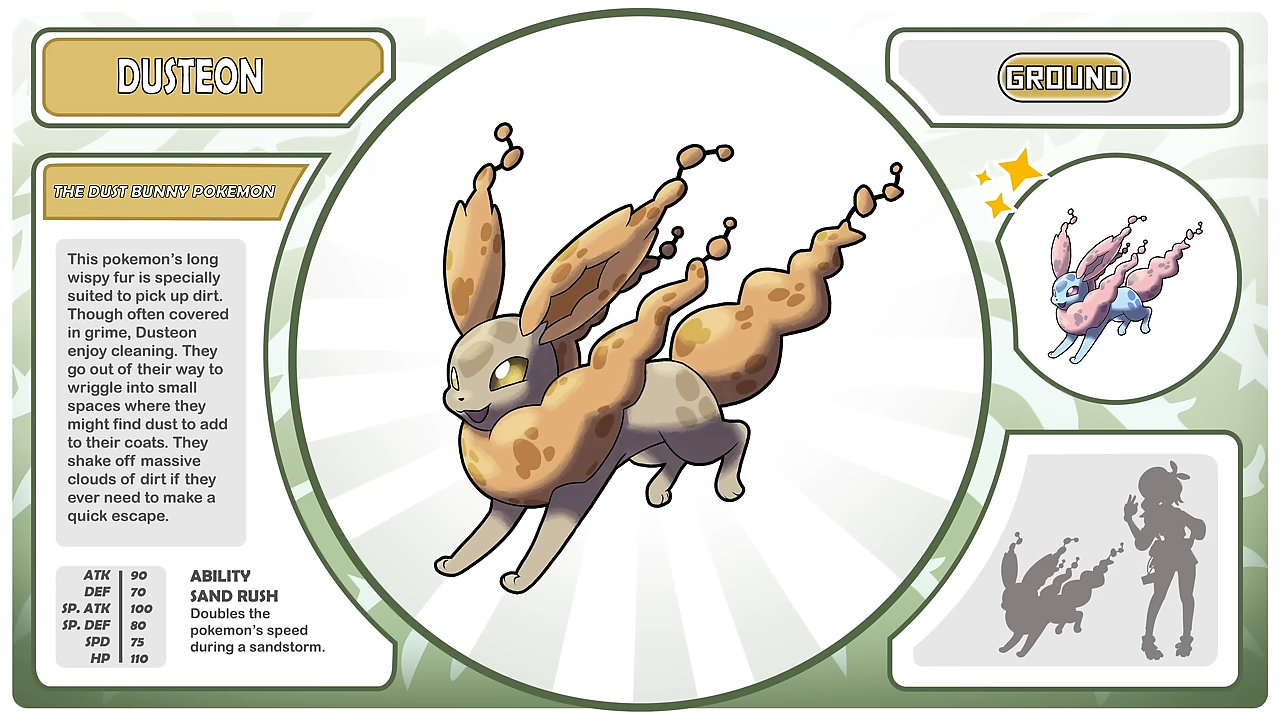 DUSTEON
GROUND
THE DUST BUNNY POKEMON
This pokemon's long
wispy fur is specially
suited to pick up dirt.
Though often covered
in grime, Dusteon
enjoy cleaning. They
go out of their way to
wriggle into small
spaces where they
might find dust to add
to their coats. They
shake off massive
clouds of dirt if they
ever need to make a
quick escape.
ATK 90
DEF 70
SP. ATK 100
SP. DEF 80
SPD 75
HP 110
ABILITY
SAND RUSH
Doubles the
pokemon's speed
during a sandstorm.